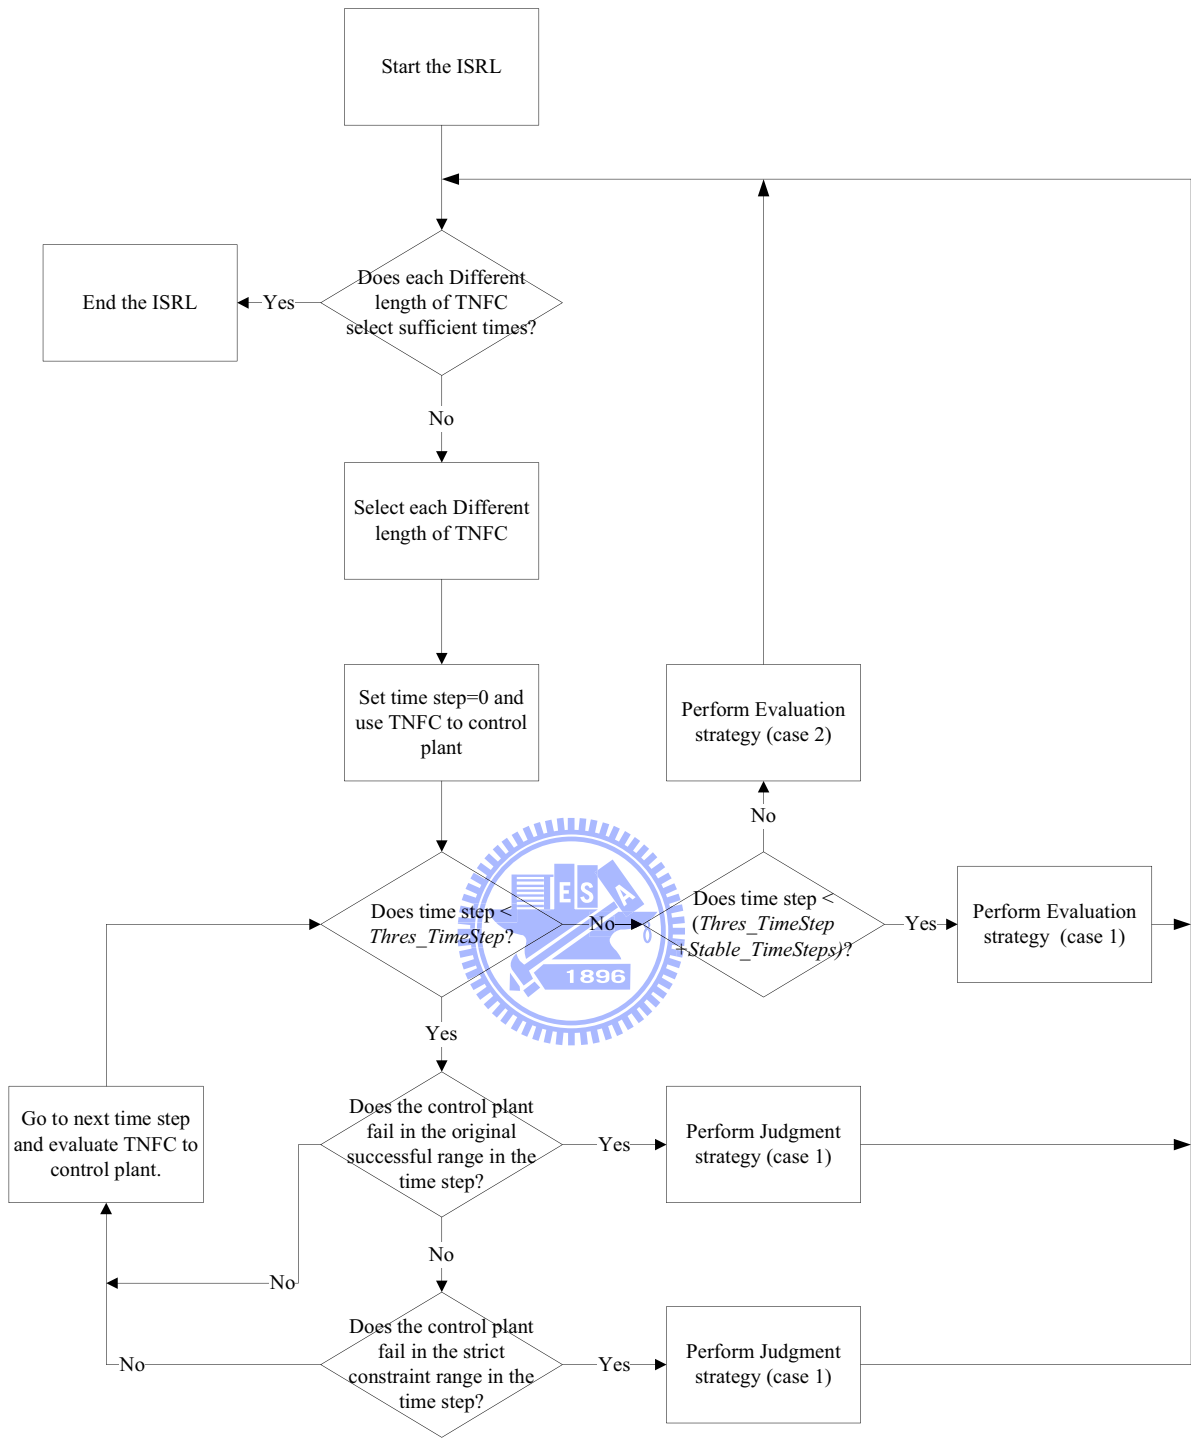 Start the ISRL
Does each Different
length of TNFC
select sufficient times?
Yes
End the ISRL
No
Select each Different
length of TNFC
Set time step=0 and
use TNFC to control
plant
Perform Evaluation
strategy (case 2)
No
Does time step <
Thres_TimeStep?
No
Does time step <
(Thres_TimeStep
+Stable_TimeSteps)?
Yes
Perform Evaluation
strategy (case 1)
E S A
1896
Yes
Go to next time step
and evaluate TNFC to
control plant.
Does the control plant
fail in the original
successful range in the
time step?
Yes
Perform Judgment
strategy (case 1)
No
No
Does the control plant
fail in the strict
constraint range in the
time step?
No
Yes
Perform Judgment
strategy (case 1)